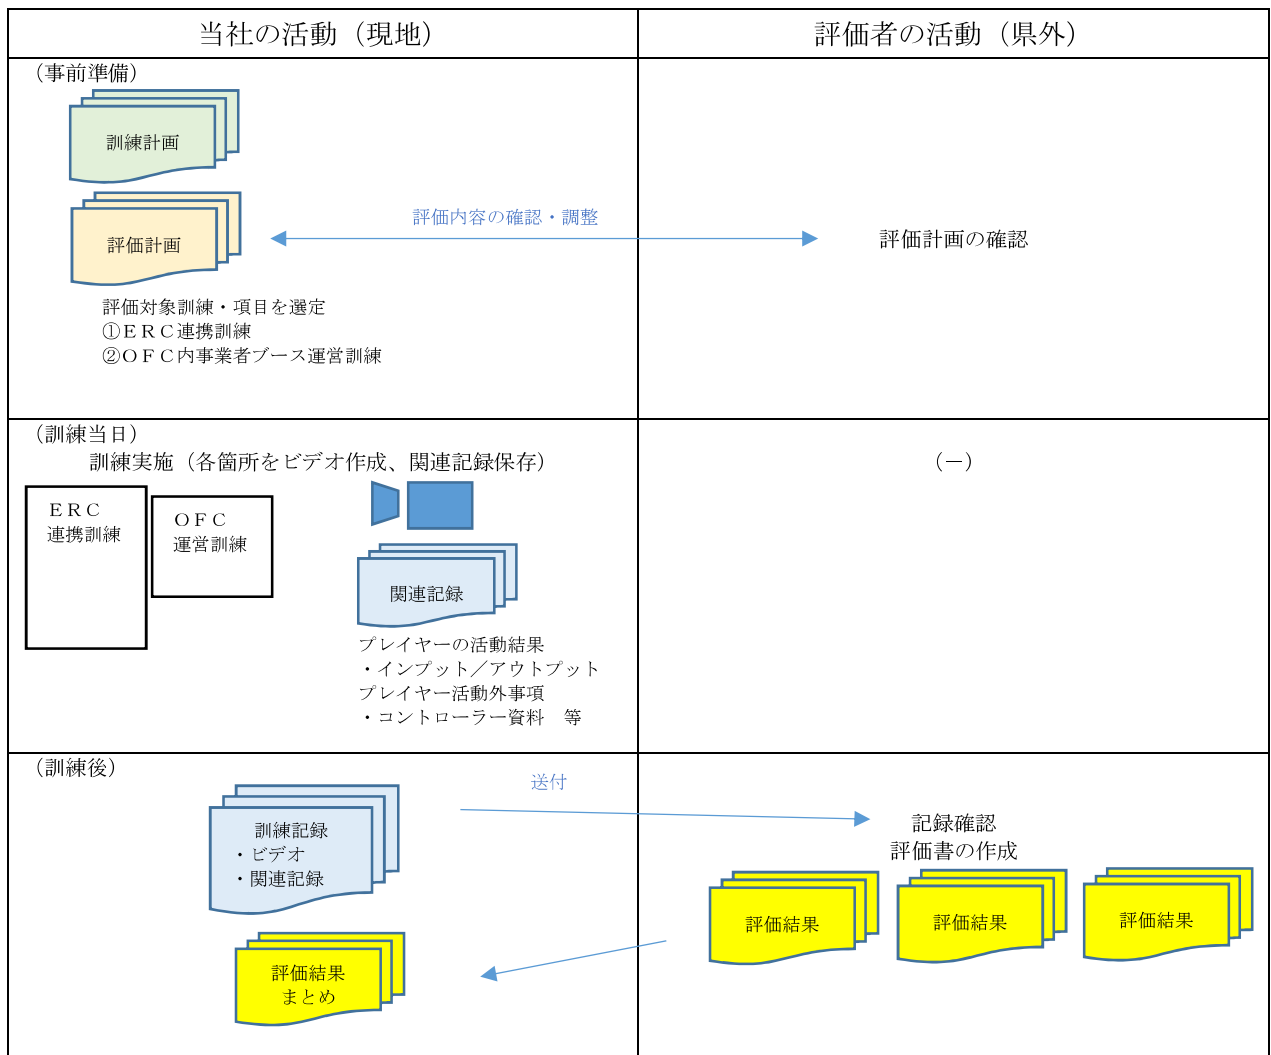 当社の活動（現地）
評価者の活動（県外）
（事前準備）
訓練計画
評価計画
評価内容の確認・調整
評価計画の確認
評価対象訓練・項目を選定
①ＥＲＣ連携訓練
②ＯＦＣ内事業者ブース運営訓練
（訓練当日）
訓練実施（各箇所をビデオ作成、関連記録保存）
（－）
ＥＲＣ
連携訓練
ＯＦＣ
運営訓練
関連記録
プレイヤーの活動結果
・インプット／アウトプット
プレイヤー活動外事項
・コントローラー資料　等
（訓練後）
送付
訓練記録
・ビデオ
・関連記録
記録確認
評価書の作成
評価結果
評価結果
評価結果
評価結果
まとめ